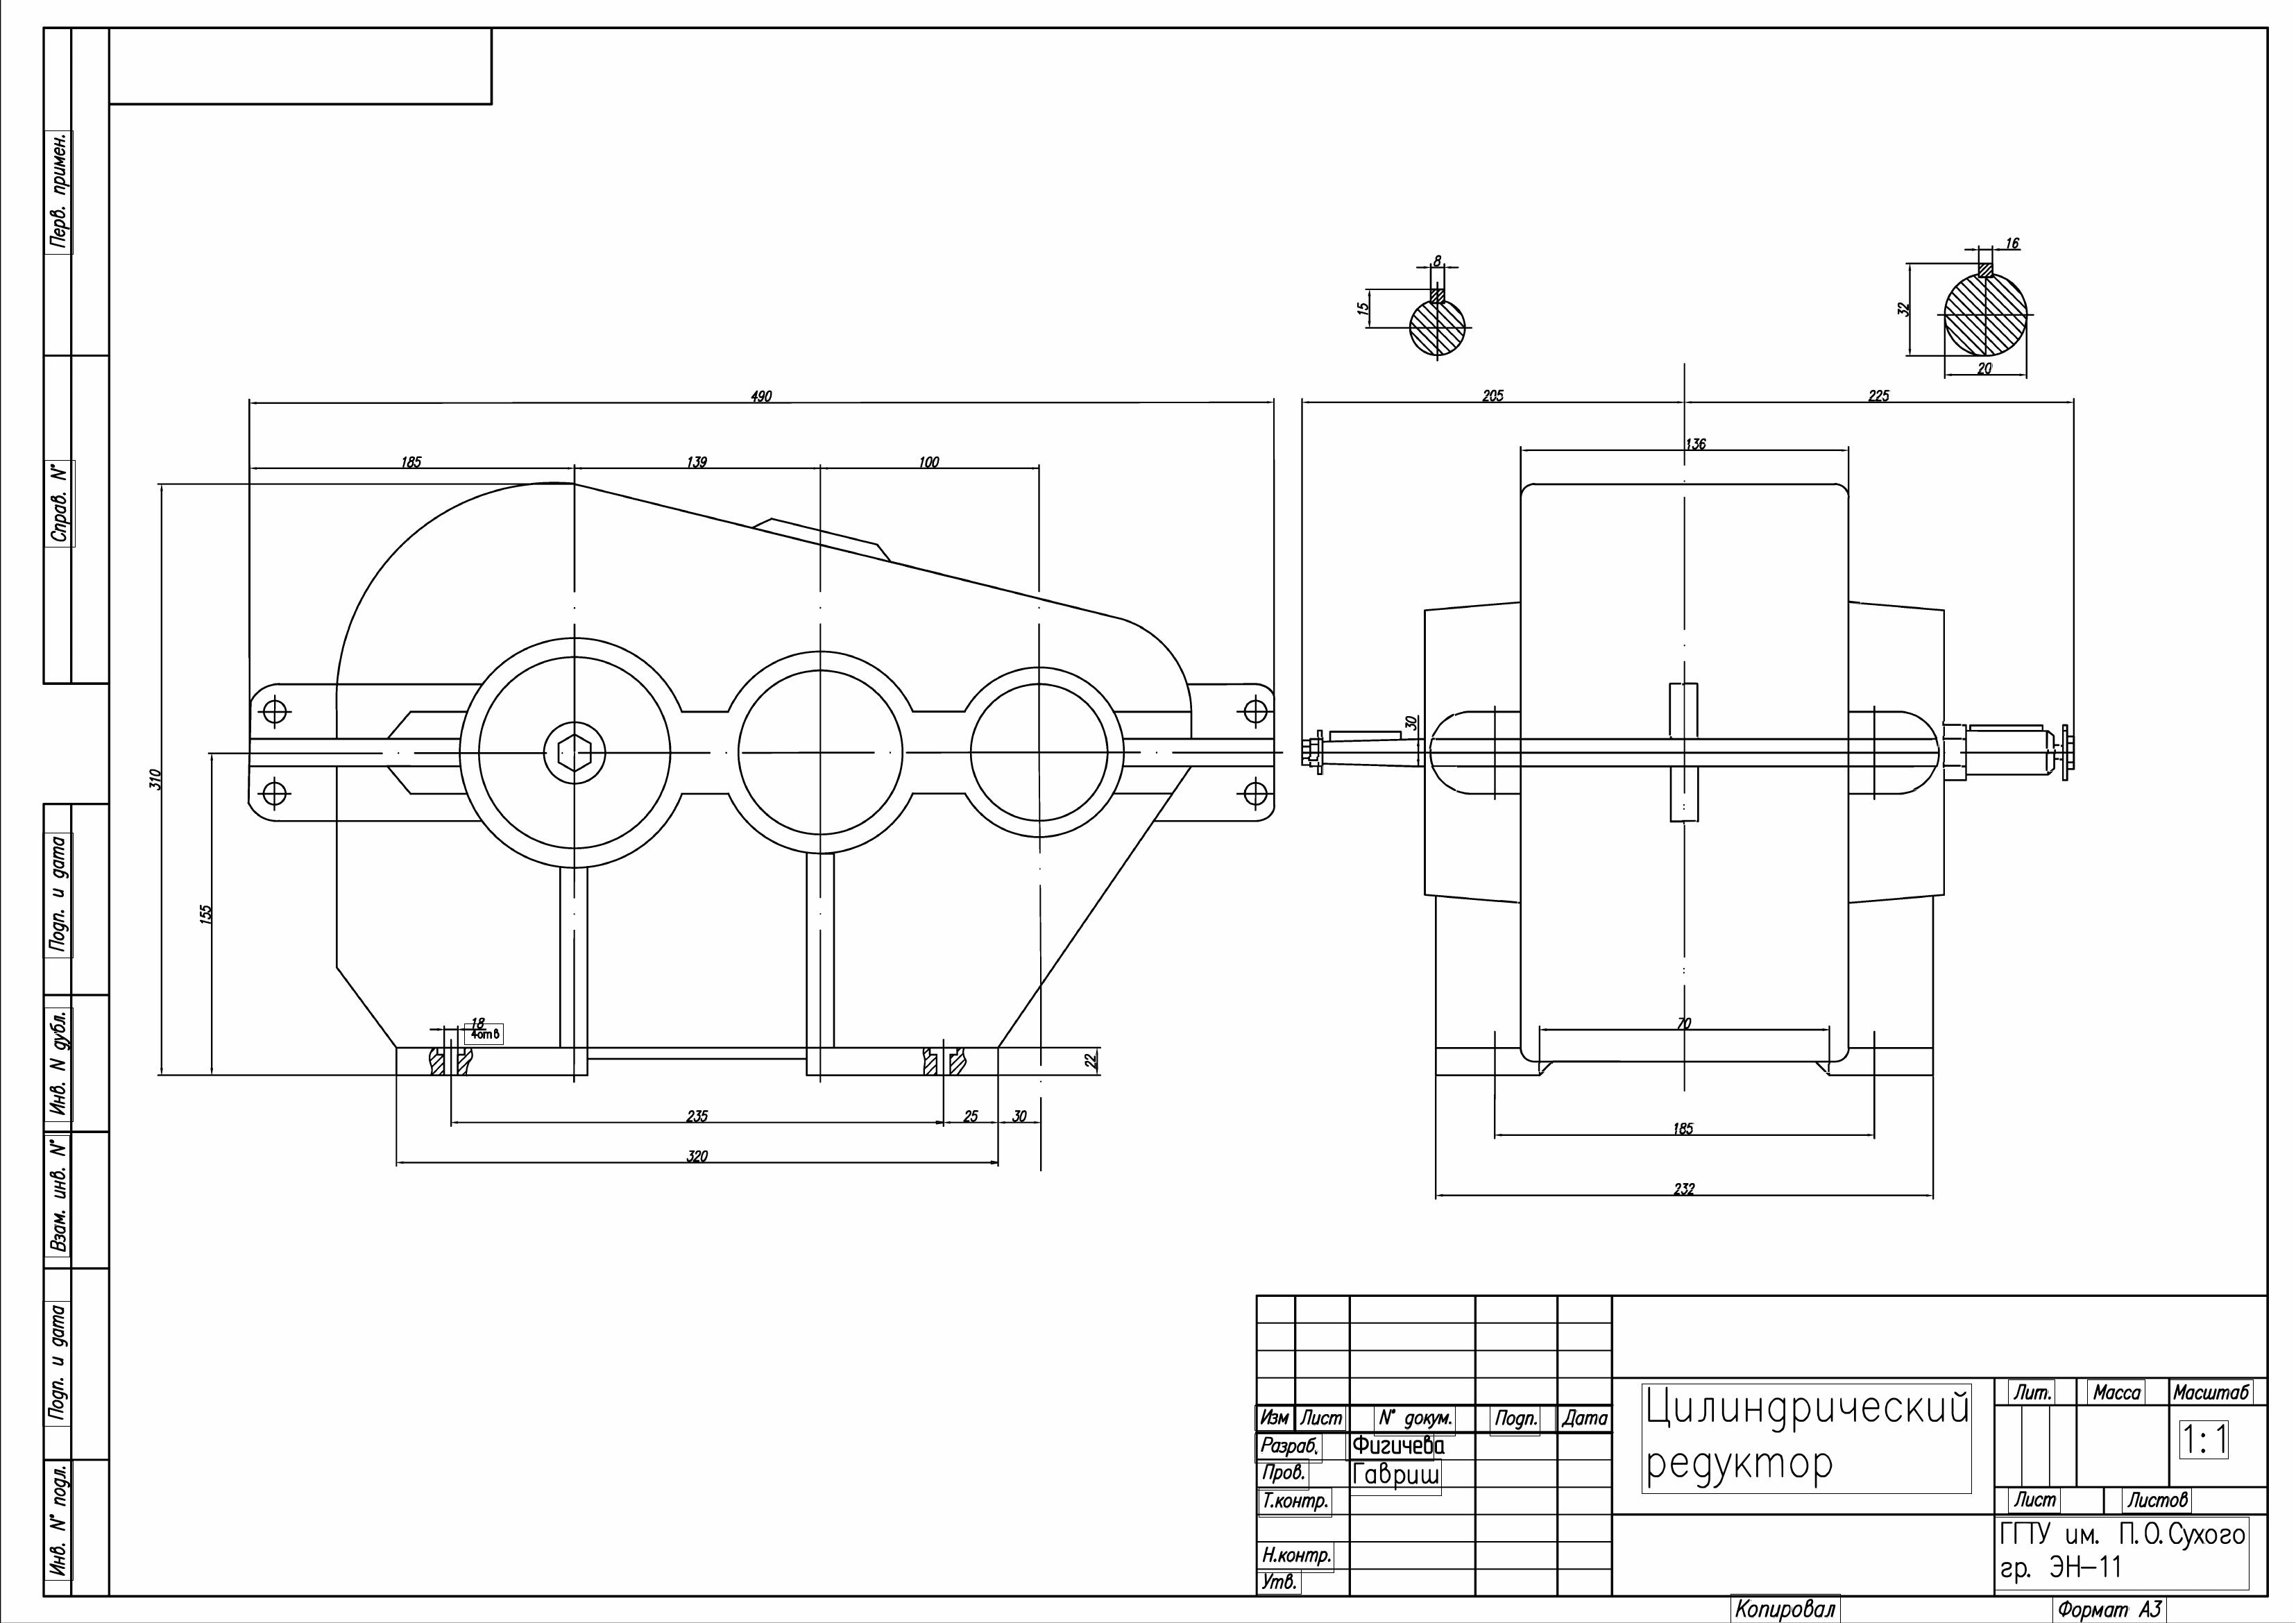 Перв. примен.
Справ. N°
Подп. и дата
Инв. N дубл.
Взам. инв. N°
Подп. и дата
Инв. N° подл.
16
8
15
32
20
490
205
225
136
185
139
100
310
155
30
18
4отв
22
70
235
25
30
320
185
232
Изм Лист N° докум. Подп. Дата
Разраб. Фигичева
Пров. Гавриш
Т.контр.
Н.контр.
Утв.
Цилиндрический
редуктор
Лит. Масса Масштаб
1:1
Лист Листов
ГГТУ им. П.О.Сухого
гр. ЭН-11
Копировал Формат А3